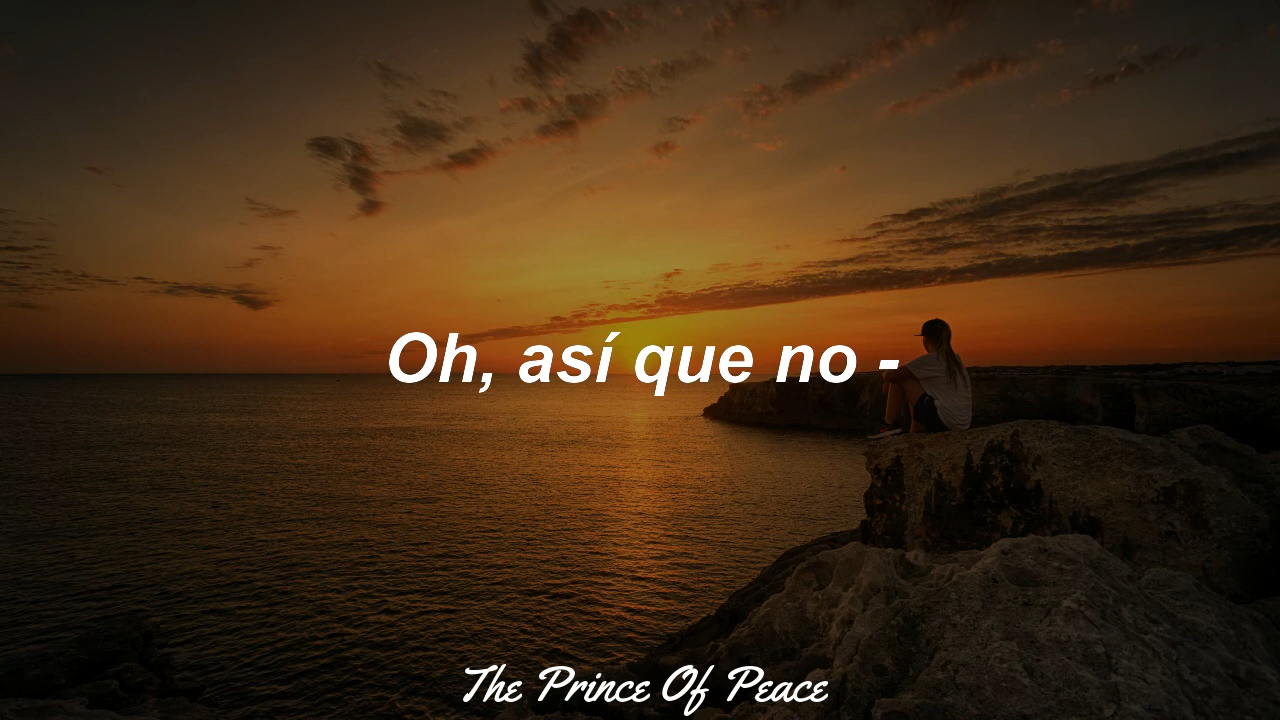 Oh, así que no -
The Prince Of Peace